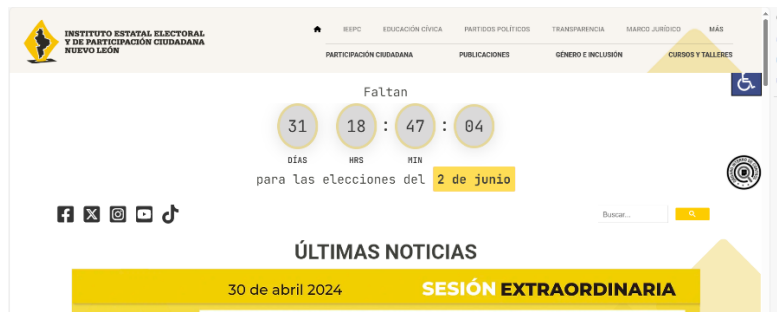 INSTITUTO ESTATAL ELECTORAL
Y DE PARTICIPACIÓN CIUDADANA
NUEVO LEÓN
IEEPC EDUCACIÓN CÍVICA PARTIDOS POLÍTICOS TRANSPARENCIA MARCO JURÍDICO MÁS
PARTICIPACIÓN CIUDADANA PUBLICACIONES GÉNERO E INCLUSIÓN CURSOS Y TALLERES
Faltan
31 18 : 47 : 04
DÍAS HRS MIN
para las elecciones del 2 de junio
Buscar...
ÚLTIMAS NOTICIAS
30 de abril 2024 SESIÓN EXTRAORDINARIA